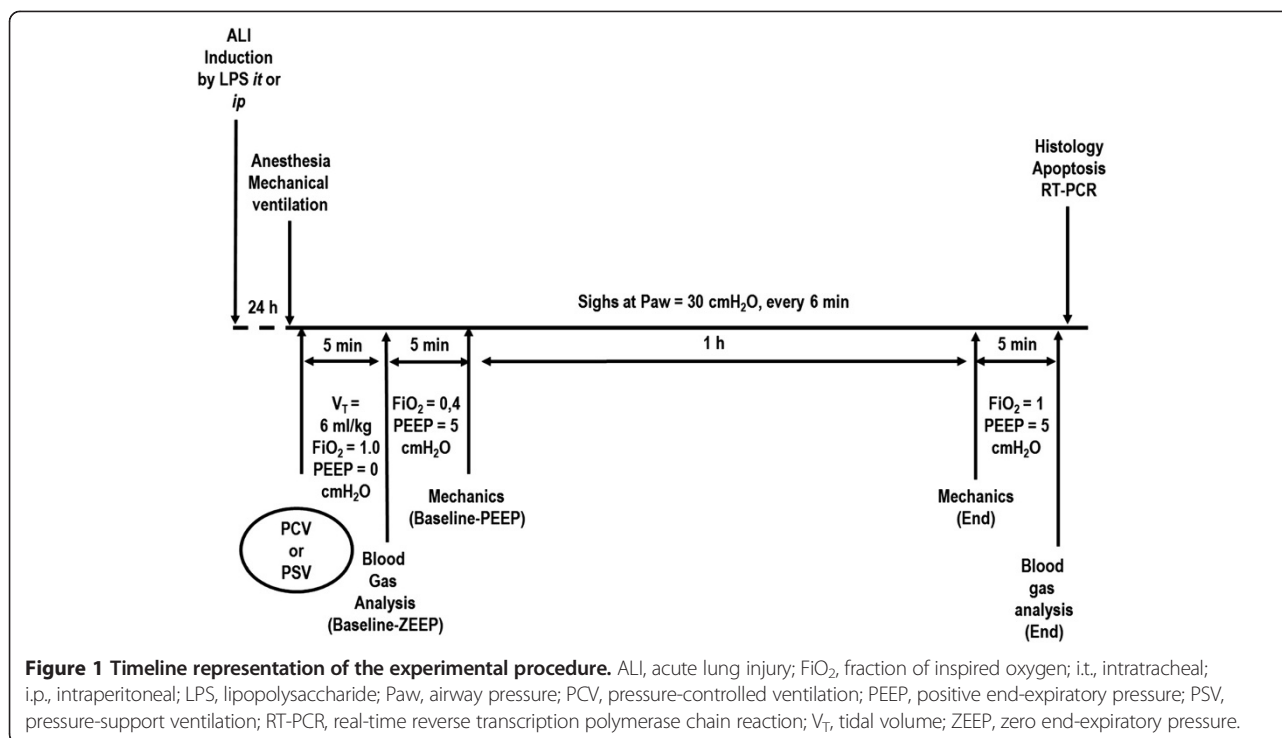 ALI
Induction
by LPS it or
ip
Anesthesia
Mechanical
ventilation
Histology
Apoptosis
RT-PCR
24 h
Sighs at Paw = 30 cmH₂O, every 6 min
5 min
5 min
1 h
5 min
V_T =
6 ml/kg
FiO₂ = 1.0
PEEP = 0
cmH₂O
FiO₂ = 0,4
PEEP = 5
cmH₂O
FiO₂ = 1
PEEP = 5
cmH₂O
PCV
or
PSV
Blood
Gas
Analysis
(Baseline-ZEEP)
Mechanics
(Baseline-PEEP)
Mechanics
(End)
Blood
gas
analysis
(End)
Figure 1 Timeline representation of the experimental procedure. ALI, acute lung injury; FiO₂, fraction of inspired oxygen; i.t., intratracheal;
i.p., intraperitoneal; LPS, lipopolysaccharide; Paw, airway pressure; PCV, pressure-controlled ventilation; PEEP, positive end-expiratory pressure; PSV,
pressure-support ventilation; RT-PCR, real-time reverse transcription polymerase chain reaction; V_T, tidal volume; ZEEP, zero end-expiratory pressure.